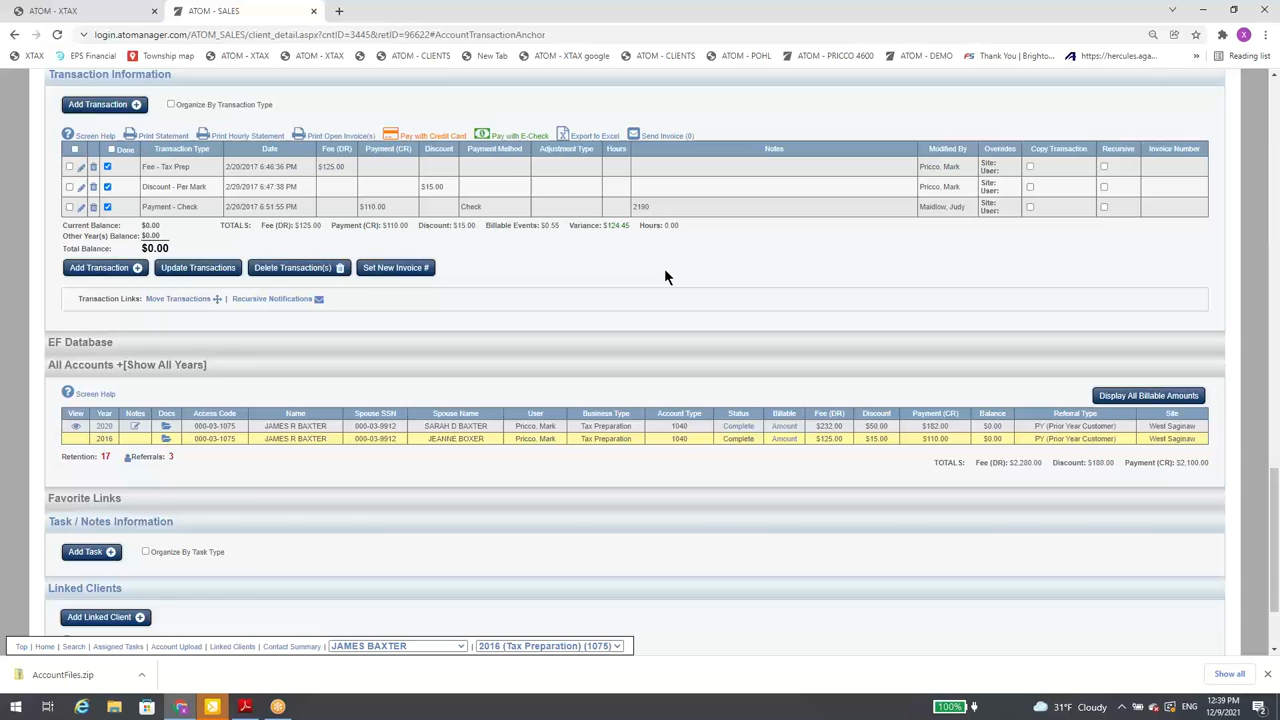 ATOM - XTAX
ATOM - SALES
login.atomanager.com/ATOM_SALES/client_detail.aspx?cntID=3445&retID=96622#AccountTransactionAnchor
XTAX EPS Financial Township map ATOM - XTAX ATOM - XTAX ATOM - CLIENTS New Tab ATOM - XTAX google ATOM - CLIENTS ATOM - POHL ATOM - PRICCO 4600 ATOM - DEMO Thank You | Brighto... https://hercules.aga... » Reading list
Transaction Information
Add Transaction Organize By Transaction Type
Screen Help Print Statement Print Hourly Statement Print Open Invoice(s) Pay with Credit Card Pay with E-Check Export to Excel Send Invoice (0)
Done Transaction Type Date Fee (DR) Payment (CR) Discount Payment Method Adjustment Type Hours Notes Modified By Overrides Copy Transaction Recursive Invoice Number
Fee - Tax Prep 2/20/2017 6:46:36 PM $125.00 Pricco, Mark Site: User:
Discount - Per Mark 2/20/2017 6:47:38 PM $15.00 Pricco, Mark Site: User:
Payment - Check 2/20/2017 6:51:55 PM $110.00 Check 2190 Maidlow, Judy Site: User:
Current Balance: $0.00 TOTALS: Fee (DR): $125.00 Payment (CR): $110.00 Discount: $15.00 Billable Events: $0.55 Variance: $124.45 Hours: 0.00
Other Year(s) Balance: $0.00
Total Balance: $0.00
Add Transaction Update Transactions Delete Transaction(s) Set New Invoice #
Transaction Links: Move Transactions | Recursive Notifications
EF Database
All Accounts +[Show All Years]
Screen Help Display All Billable Amounts
View Year Notes Docs Access Code Name Spouse SSN Spouse Name User Business Type Account Type Status Billable Fee (DR) Discount Payment (CR) Balance Referral Type Site
2020 000-03-1075 JAMES R BAXTER 000-03-9912 SARAH D BAXTER Pricco, Mark Tax Preparation 1040 Complete Amount $232.00 $50.00 $182.00 $0.00 PY (Prior Year Customer) West Saginaw
2016 000-03-1075 JAMES R BAXTER 000-03-9912 JEANNE BOXER Pricco, Mark Tax Preparation 1040 Complete Amount $125.00 $15.00 $110.00 $0.00 PY (Prior Year Customer) West Saginaw
Retention: 17 Referrals: 3 TOTALS: Fee (DR): $2,280.00 Discount: $180.00 Payment (CR): $2,100.00
Favorite Links
Task / Notes Information
Add Task Organize By Task Type
Linked Clients
Add Linked Client
Top | Home | Search | Assigned Tasks | Account Upload | Linked Clients | Contact Summary | JAMES BAXTER | 2016 (Tax Preparation) (1075)
AccountFiles.zip Show all
100% 31°F Cloudy ENG 12:39 PM
12/9/2021 2